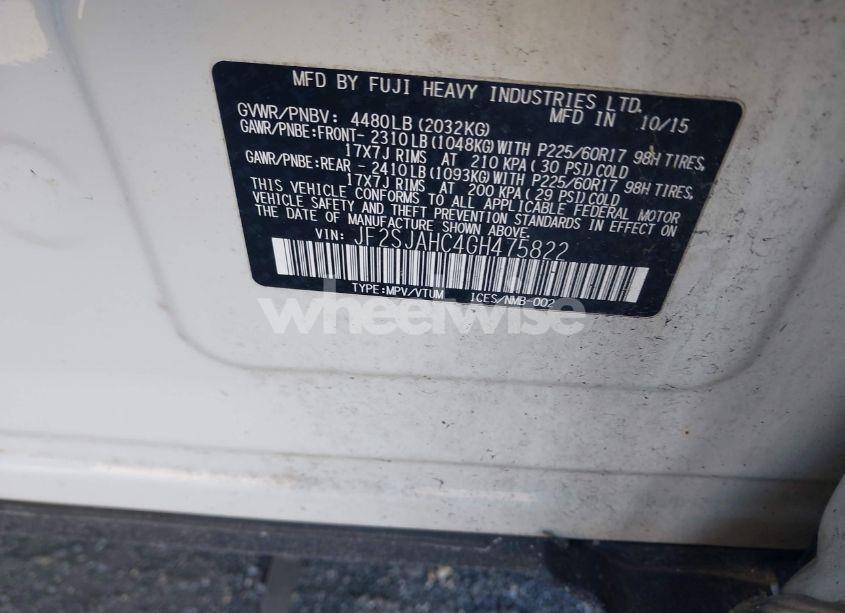 MFD BY FUJI HEAVY INDUSTRIES LTD.
GVWR/PNBV: 4480LB (2032KG) MFD IN 10/15
GAWR/PNBE:FRONT- 2310LB (1048KG) WITH P225/60R17 98H TIRES,
17X7J RIMS AT 210 KPA (30 PSI) COLD
GAWR/PNBE:REAR - 2410LB (1093KG) WITH P225/60R17 98H TIRES,
17X7J RIMS AT 200 KPA (29 PSI) COLD
THIS VEHICLE CONFORMS TO ALL APPLICABLE FEDERAL MOTOR
VEHICLE SAFETY AND THEFT PREVENTION STANDARDS IN EFFECT ON
THE DATE OF MANUFACTURE SHOWN ABOVE.
VIN: JF2SJAHC4GH475822
TYPE:MPV/VTUM ICES/NMB-002
wheelwise